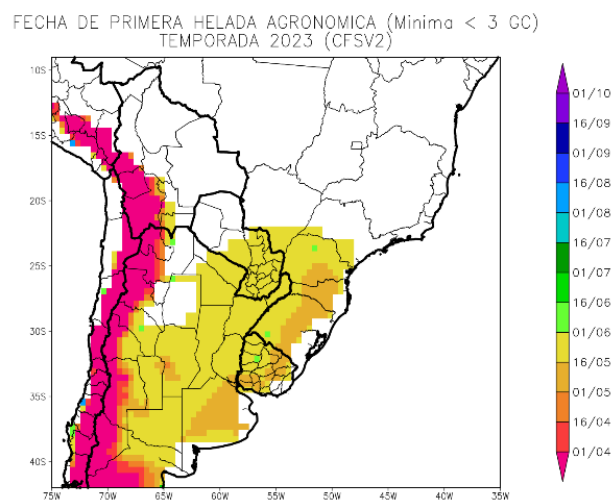 FECHA DE PRIMERA HELADA AGRONOMICA (Minima < 3 GC)
TEMPORADA 2023 (CFSV2)
10S
15S
20S
25S
30S
35S
40S
75W
70W
65W
60W
55W
50W
45W
40W
35W
01/10
16/09
01/09
16/08
01/08
16/07
01/07
16/06
01/06
16/05
01/05
16/04
01/04